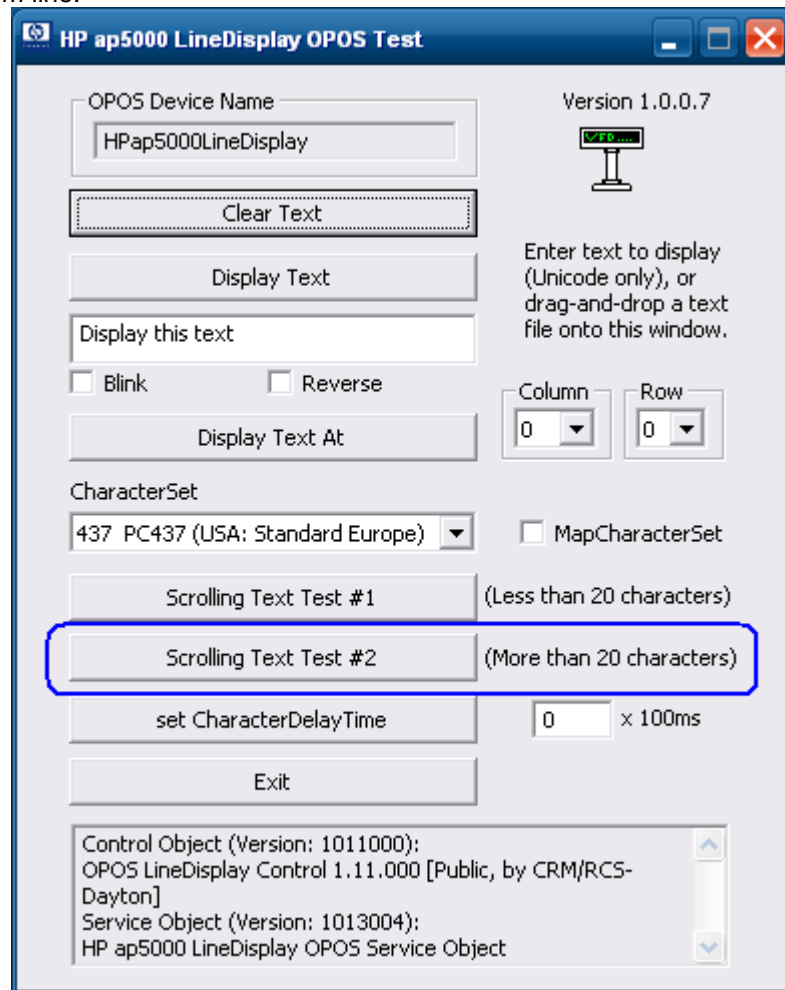 m line.
HP ap5000 LineDisplay OPOS Test
OPOS Device Name
HPap5000LineDisplay
Version 1.0.0.7
VFD....
Clear Text
Display Text
Enter text to display
(Unicode only), or
drag-and-drop a text
file onto this window.
Display this text
Blink
Reverse
Column
Row
0
0
Display Text At
CharacterSet
437 PC437 (USA: Standard Europe)
MapCharacterSet
Scrolling Text Test #1
(Less than 20 characters)
Scrolling Text Test #2
(More than 20 characters)
set CharacterDelayTime
0
x 100ms
Exit
Control Object (Version: 1011000):
OPOS LineDisplay Control 1.11.000 [Public, by CRM/RCS-
Dayton]
Service Object (Version: 1013004):
HP ap5000 LineDisplay OPOS Service Object